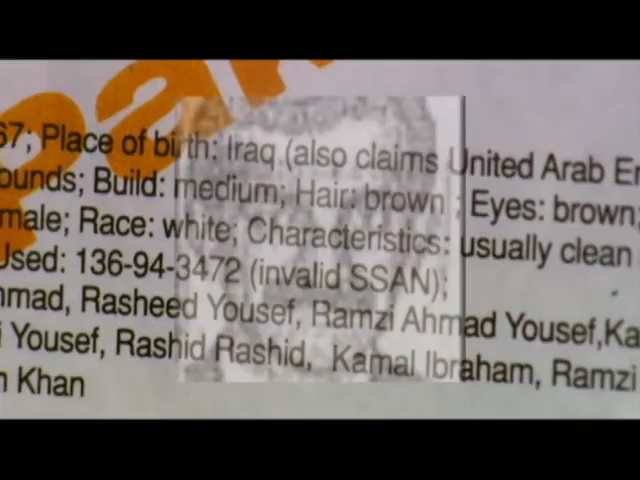 par
67; Place of birth: Iraq (also claims United Arab Er
ounds; Build: medium; Hair: brown ; Eyes: brown,
male; Race: white; Characteristics: usually clean
Used: 136-94-3472 (invalid SSAN);
hmad, Rasheed Yousef, Ramzi Ahmad Yousef,Ka
i Yousef, Rashid Rashid, Kamal Ibraham, Ramzi
n Khan